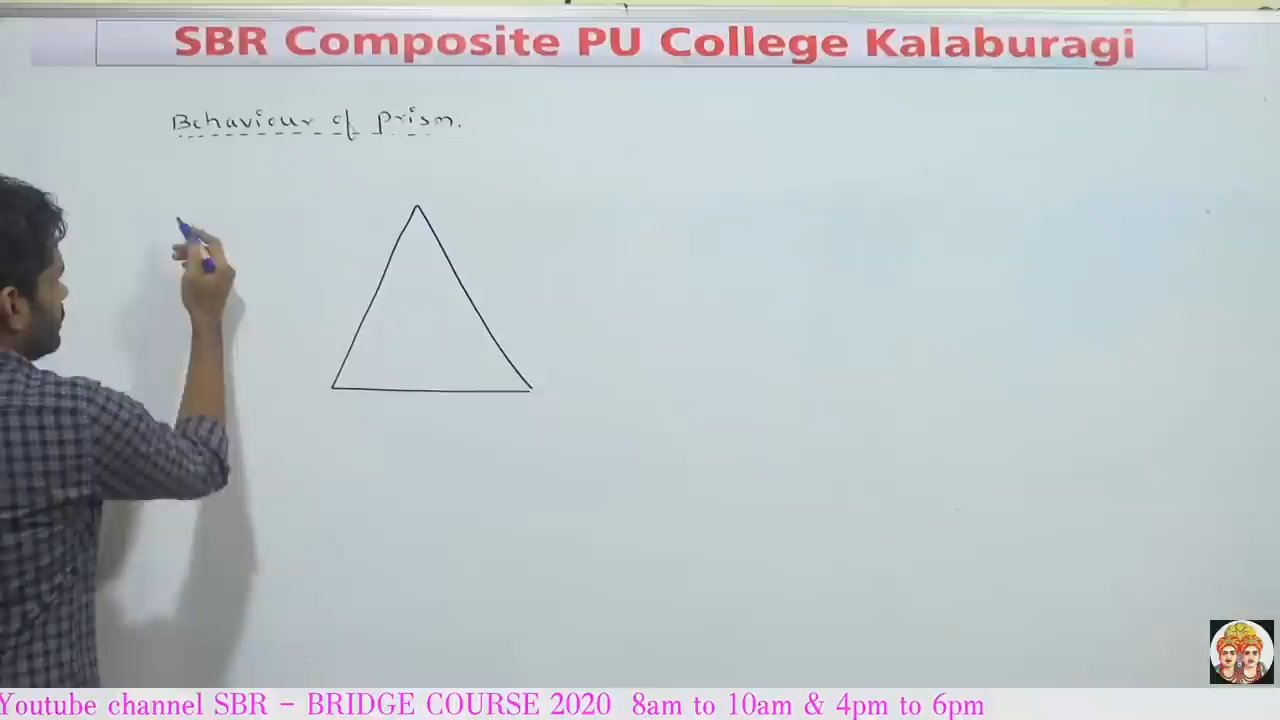 SBR Composite PU College Kalaburagi
Behaviour of prism.
Youtube channel SBR - BRIDGE COURSE 2020 8am to 10am & 4pm to 6pm